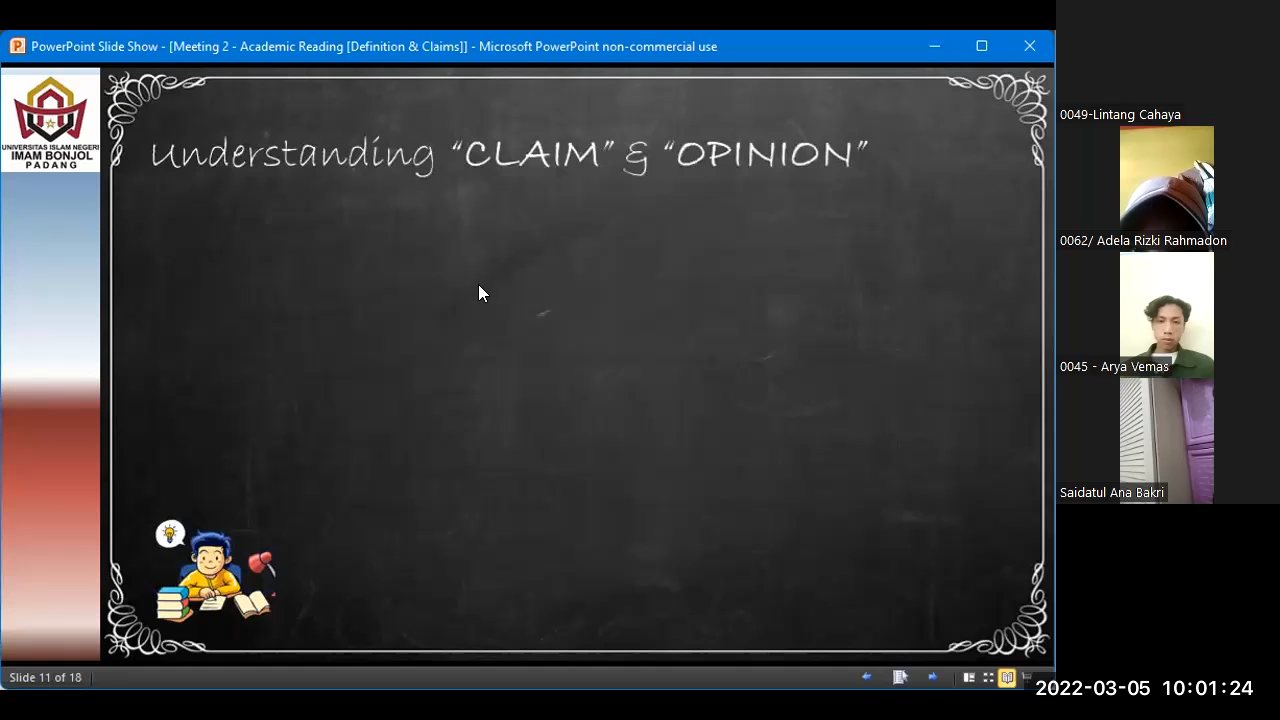 PowerPoint Slide Show - [Meeting 2 - Academic Reading [Definition & Claims]] - Microsoft PowerPoint non-commercial use
UNIVERSITAS ISLAM NEGERI
IMAM BONJOL
PADANG
Understanding “CLAIM” & “OPINION”
Slide 11 of 18
0049-Lintang Cahaya
0062/ Adela Rizki Rahmadon
0045 - Arya Vemas
Saidatul Ana Bakri
2022-03-05 10:01:24